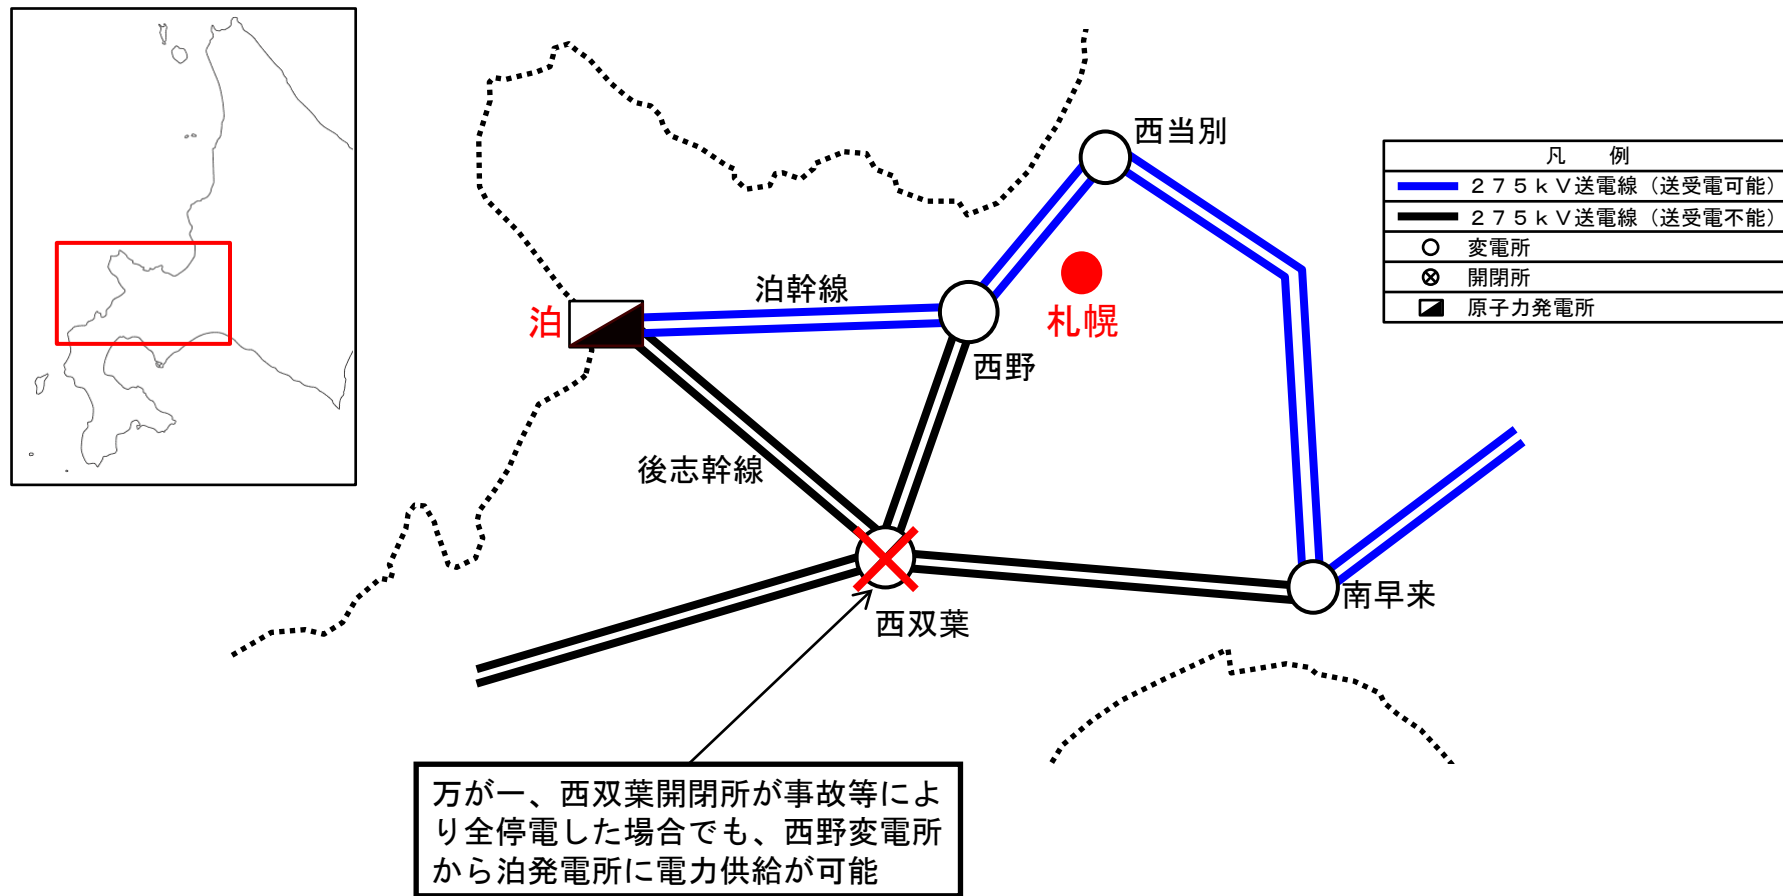 西当別
凡　例
２７５ｋＶ送電線（送受電可能）
２７５ｋＶ送電線（送受電不能）
変電所
開閉所
原子力発電所
泊幹線
泊
札幌
西野
後志幹線
南早来
西双葉
万が一、西双葉開閉所が事故等によ
り全停電した場合でも、西野変電所
から泊発電所に電力供給が可能